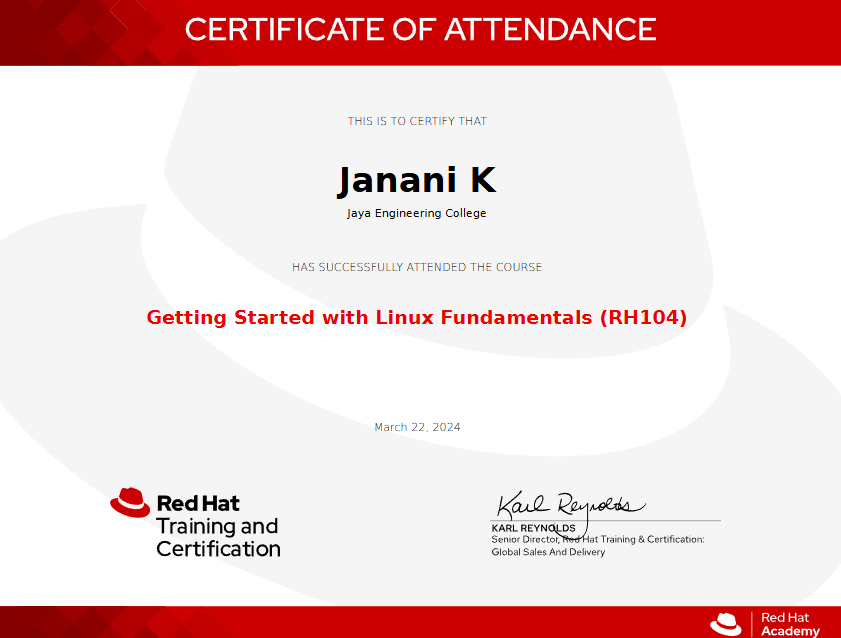 CERTIFICATE OF ATTENDANCE
THIS IS TO CERTIFY THAT
Janani K
Jaya Engineering College
HAS SUCCESSFULLY ATTENDED THE COURSE
Getting Started with Linux Fundamentals (RH104)
March 22, 2024
Red Hat
Training and
Certification
Karl Reynolds
KARL REYNOLDS
Senior Director, Red Hat Training & Certification:
Global Sales And Delivery
Red Hat
Academy